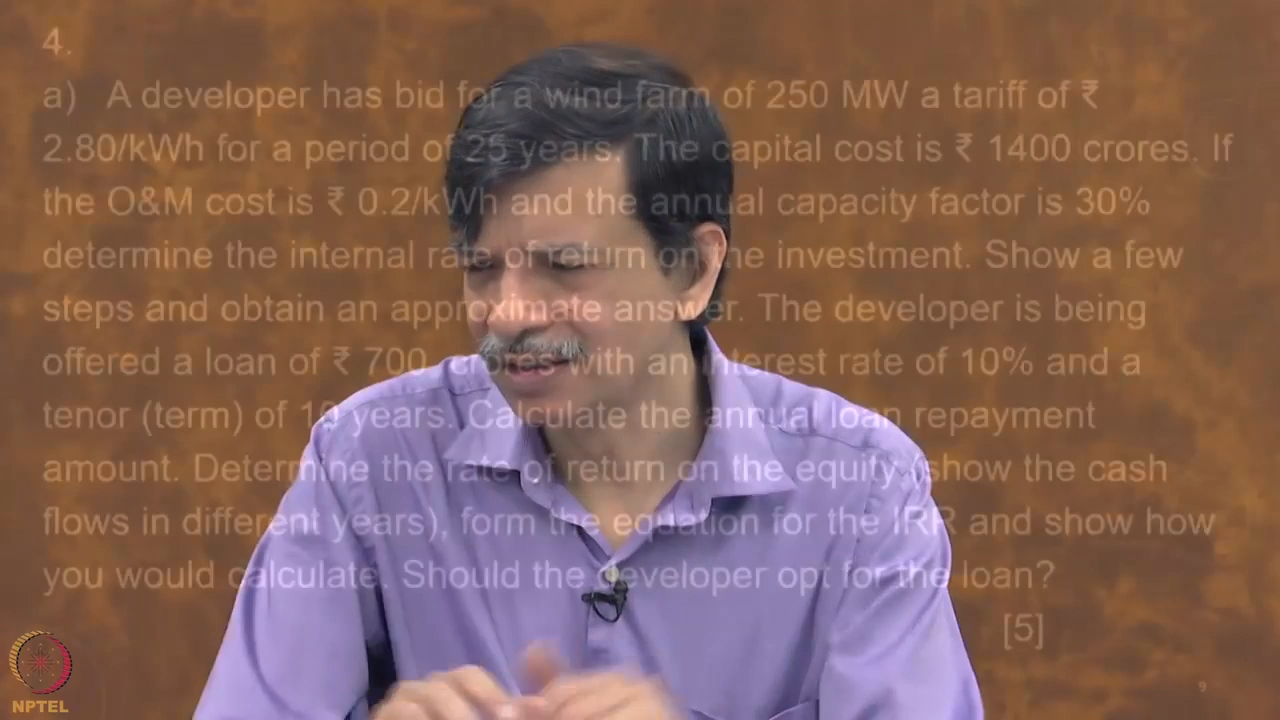 4.
a) A developer has bid for a wind farm of 250 MW a tariff of ₹
2.80/kWh for a period of 25 years. The capital cost is ₹ 1400 crores. If
the O&M cost is ₹ 0.2/kWh and the annual capacity factor is 30%
determine the internal rate of return on the investment. Show a few
steps and obtain an approximate answer. The developer is being
offered a loan of ₹ 700 with an interest rate of 10% and a
tenor (term) of years. Calculate the annual loan repayment
amount. Determine the rate of return on the equity, show the cash
flows in different years), form the equation for the IRR and show how
you would calculate. Should the developer opt for the loan?
[5]
NPTEL